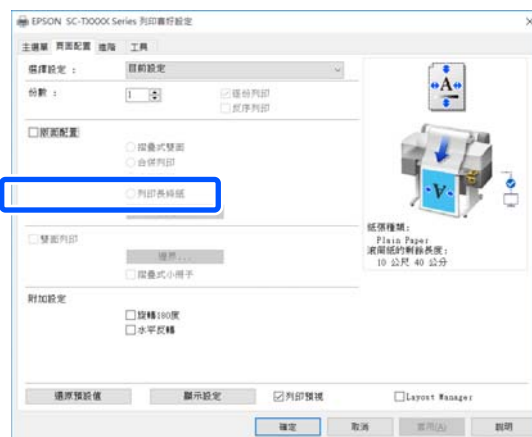 EPSON SC-TXXXX Series 列印喜好設定
主選單 頁面配置 進階 工具
選擇設定： 目前設定
份數： 1 逐份列印
反序列印
版面配置
摺疊式雙面
合併列印
列印長條紙
雙面列印
邊界...
摺疊式小冊子
附加設定
旋轉180度
水平反轉
紙張種類：
Plain Paper
滾筒紙的剩餘長度：
10 公尺 40 公分
還原預設值 顯示設定 列印預視 Layout Manager
確定 取消 套用(A) 說明